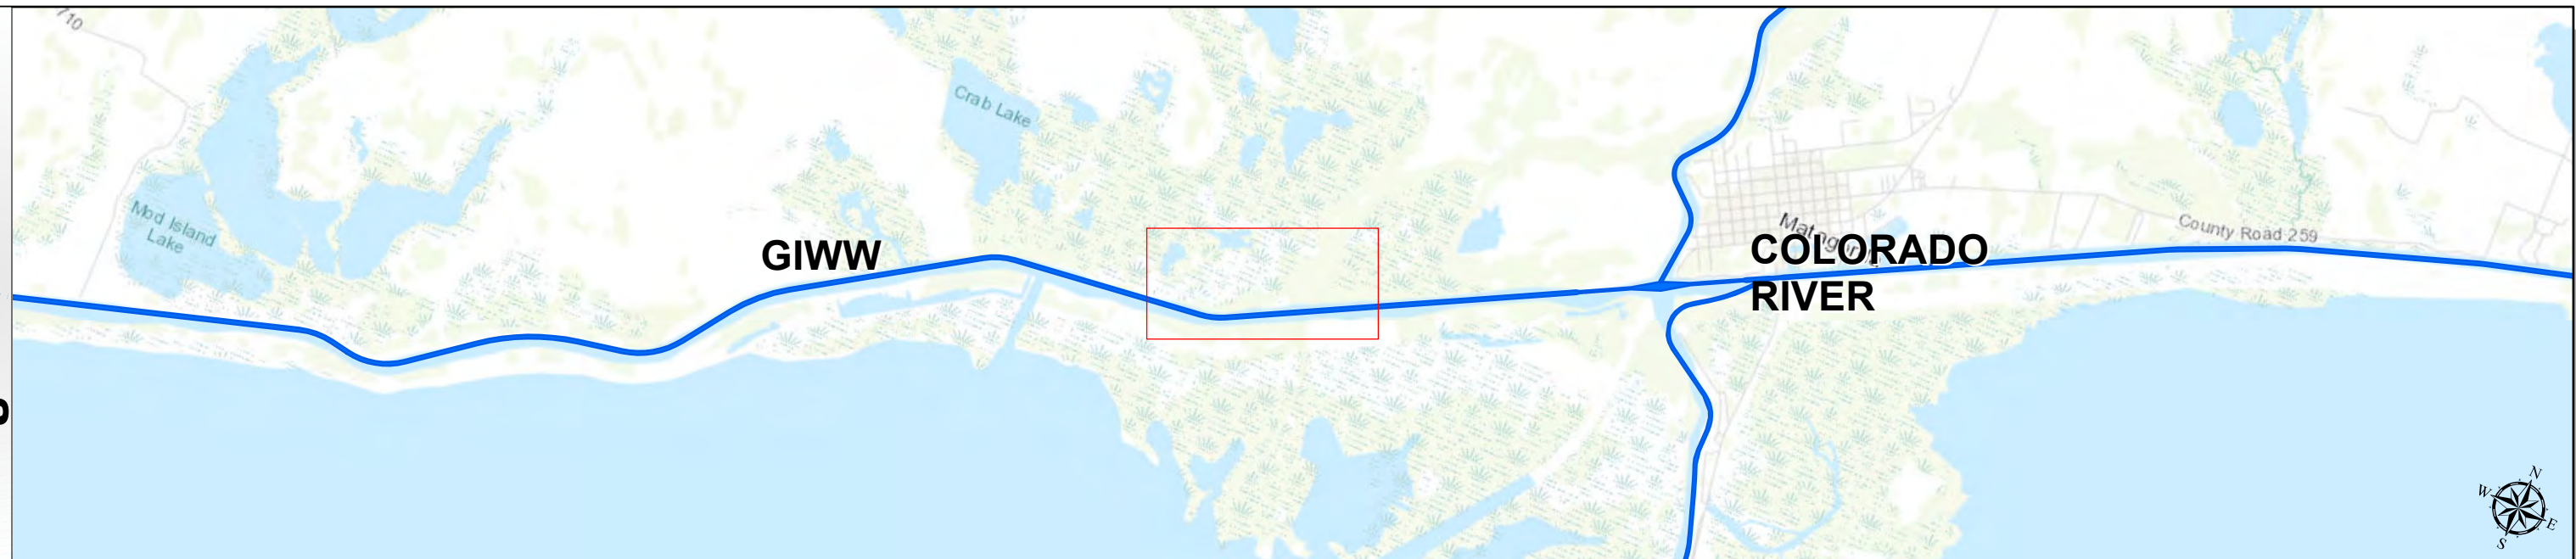 710
Crab Lake
Mad Island
Lake
GIWW
County Road 259
COLORADO
RIVER
N
W
E
S